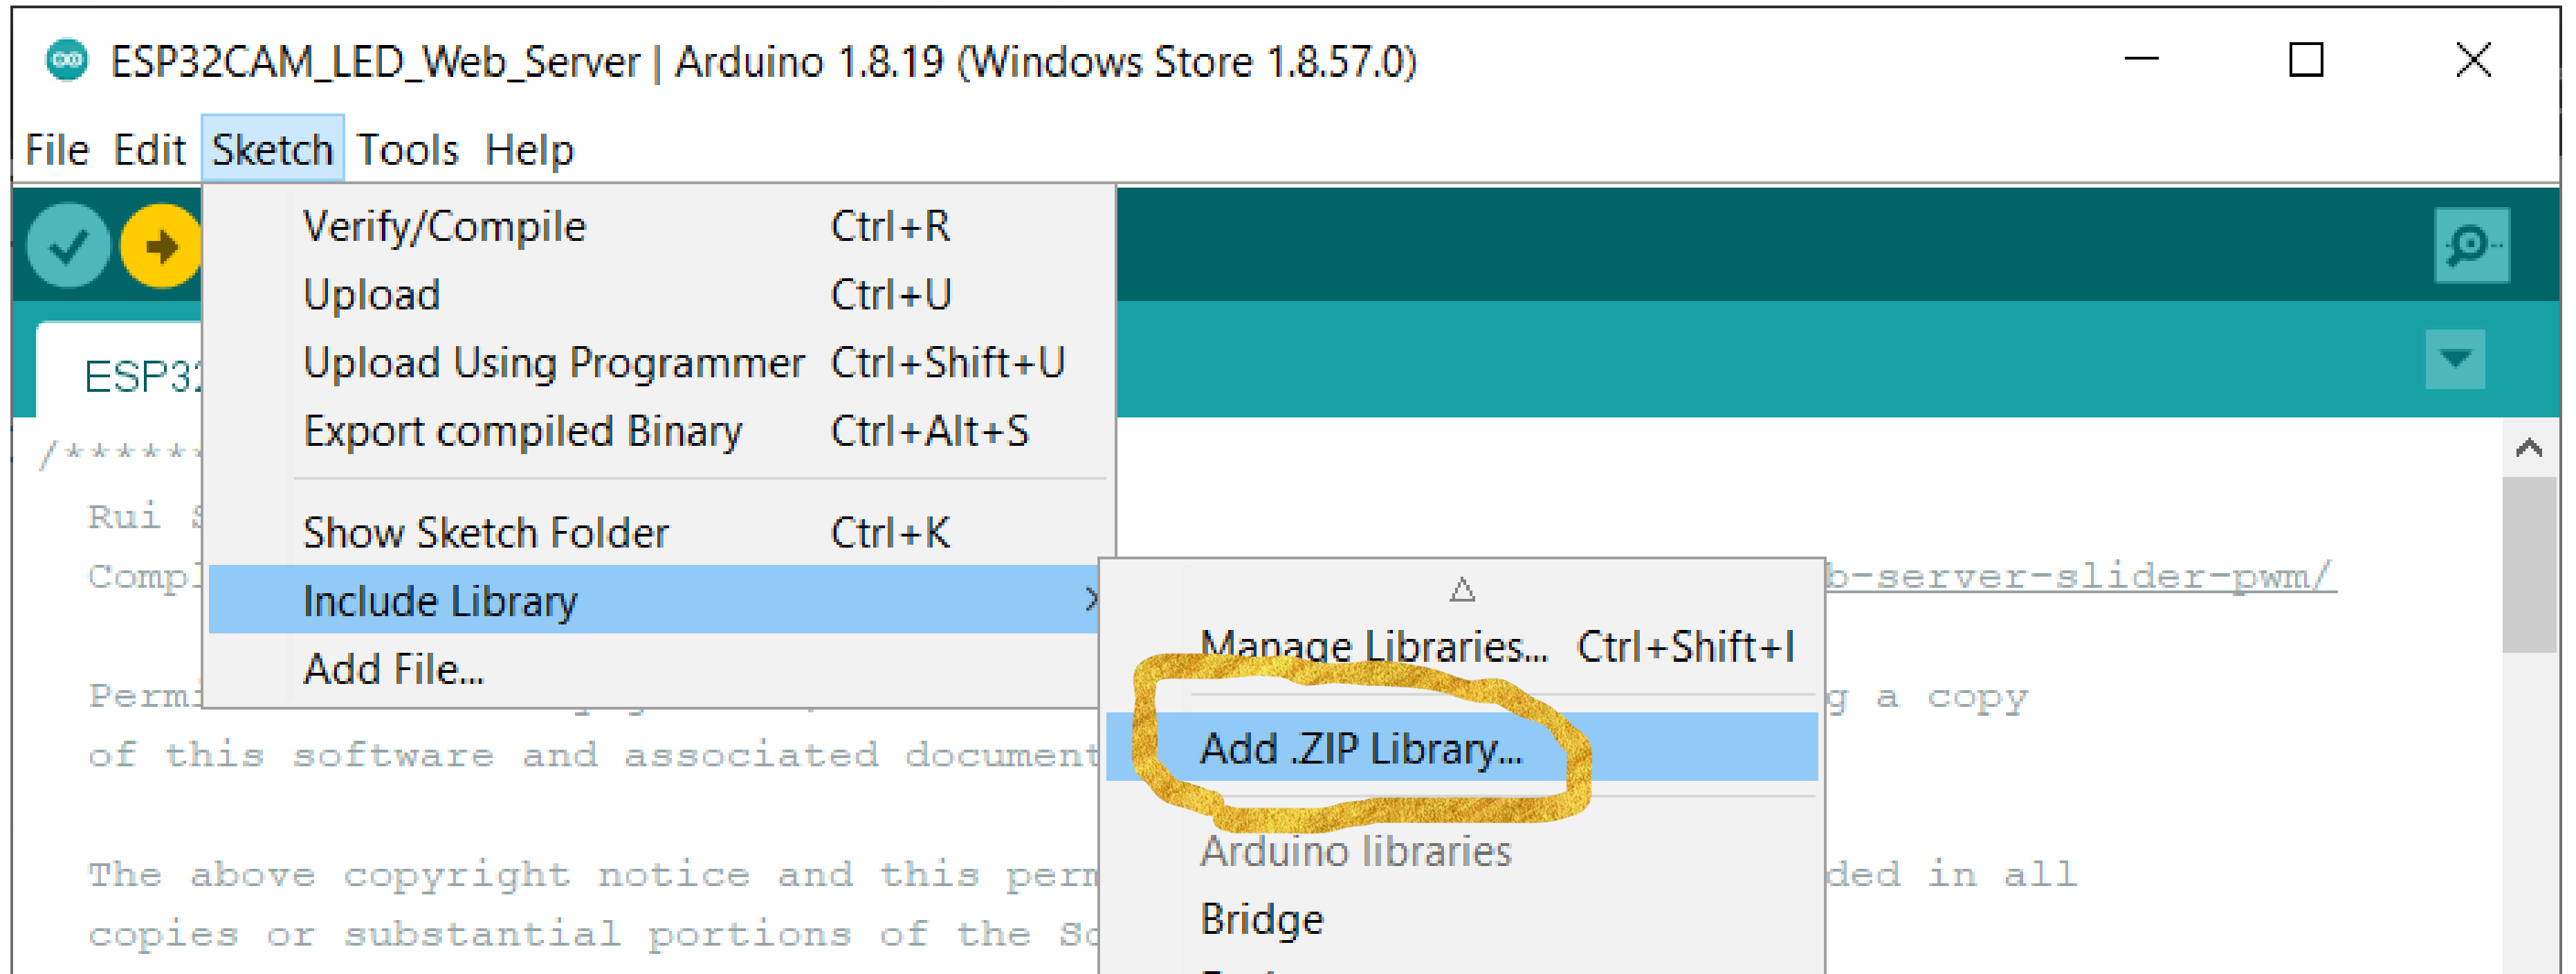 ESP32CAM_LED_Web_Server | Arduino 1.8.19 (Windows Store 1.8.57.0)
File Edit Sketch Tools Help
Verify/Compile Ctrl+R
Upload Ctrl+U
Upload Using Programmer Ctrl+Shift+U
Export compiled Binary Ctrl+Alt+S
Show Sketch Folder Ctrl+K
Include Library
Add File...
Manage Libraries... Ctrl+Shift+I
Add .ZIP Library...
Arduino libraries
Bridge
ESP32
/******
Rui
b-server-slider-pwm/
g a copy
of this software and associated document
The above copyright notice and this perm ded in all
copies or substantial portions of the